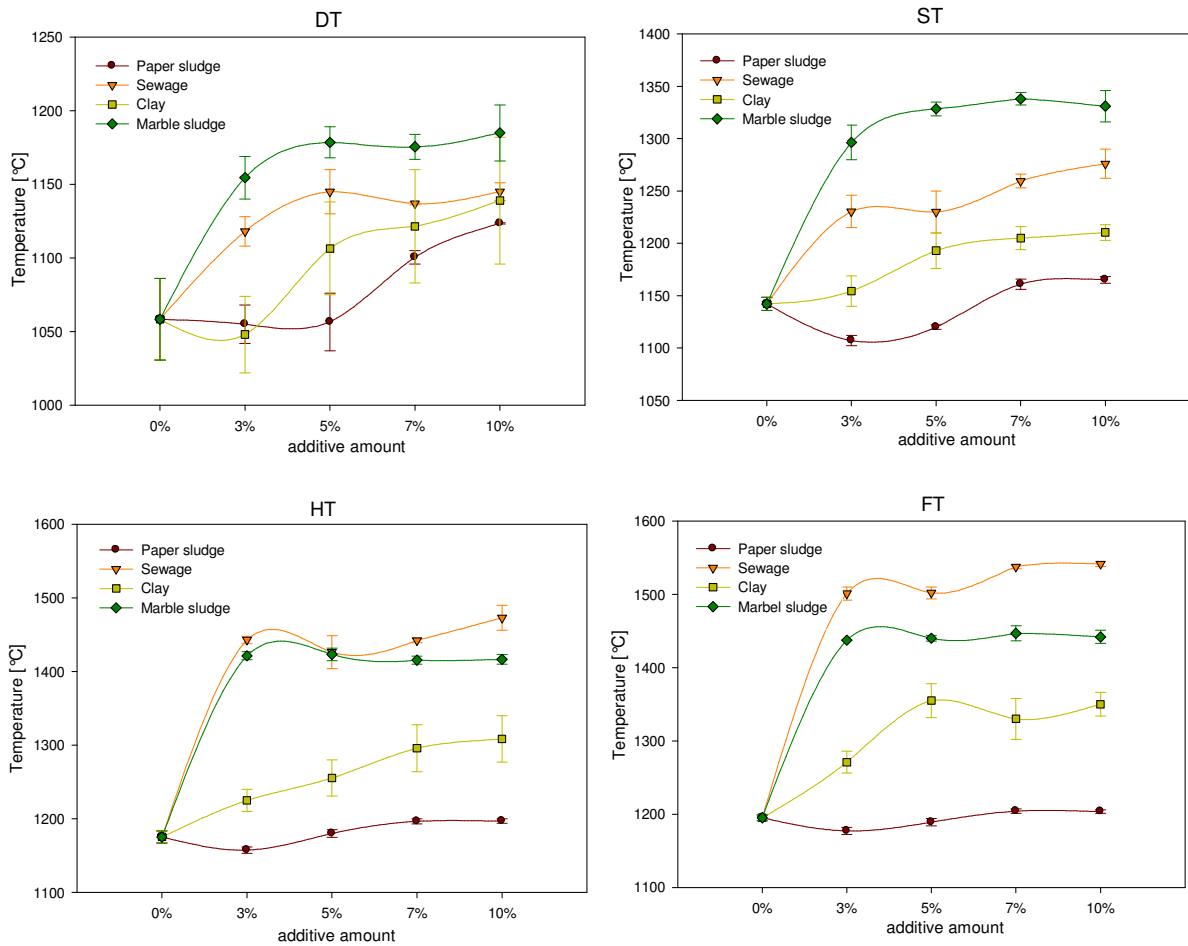 DT
1250
1200
1150
1100
1050
1000
Temperature [°C]
Paper sludge
Sewage
Clay
Marble sludge
0% 3% 5% 7% 10%
additive amount
ST
1400
1350
1300
1250
1200
1150
1100
1050
Temperature [°C]
Paper sludge
Sewage
Clay
Marble sludge
0% 3% 5% 7% 10%
additive amount
HT
1600
1500
1400
1300
1200
1100
Temperature [°C]
Paper sludge
Sewage
Clay
Marble sludge
0% 3% 5% 7% 10%
additive amount
FT
1600
1500
1400
1300
1200
1100
Temperature [°C]
Paper sludge
Sewage
Clay
Marbel sludge
0% 3% 5% 7% 10%
additive amount